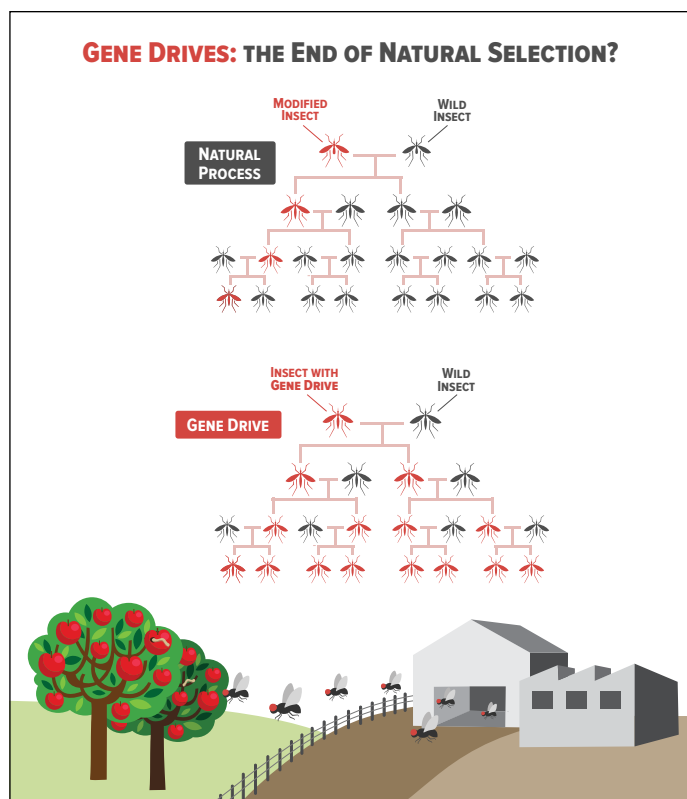 GENE DRIVES: THE END OF NATURAL SELECTION?
MODIFIED
INSECT
WILD
INSECT
NATURAL
PROCESS
INSECT WITH
GENE DRIVE
WILD
INSECT
GENE DRIVE